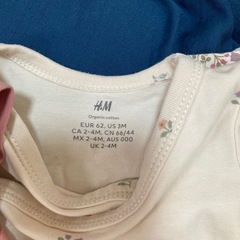 H&M
Organic cotton
EUR 62, US 3M
CA 2-4M, CN 66/44
MX 2-4M, AUS 000
UK 2-4M